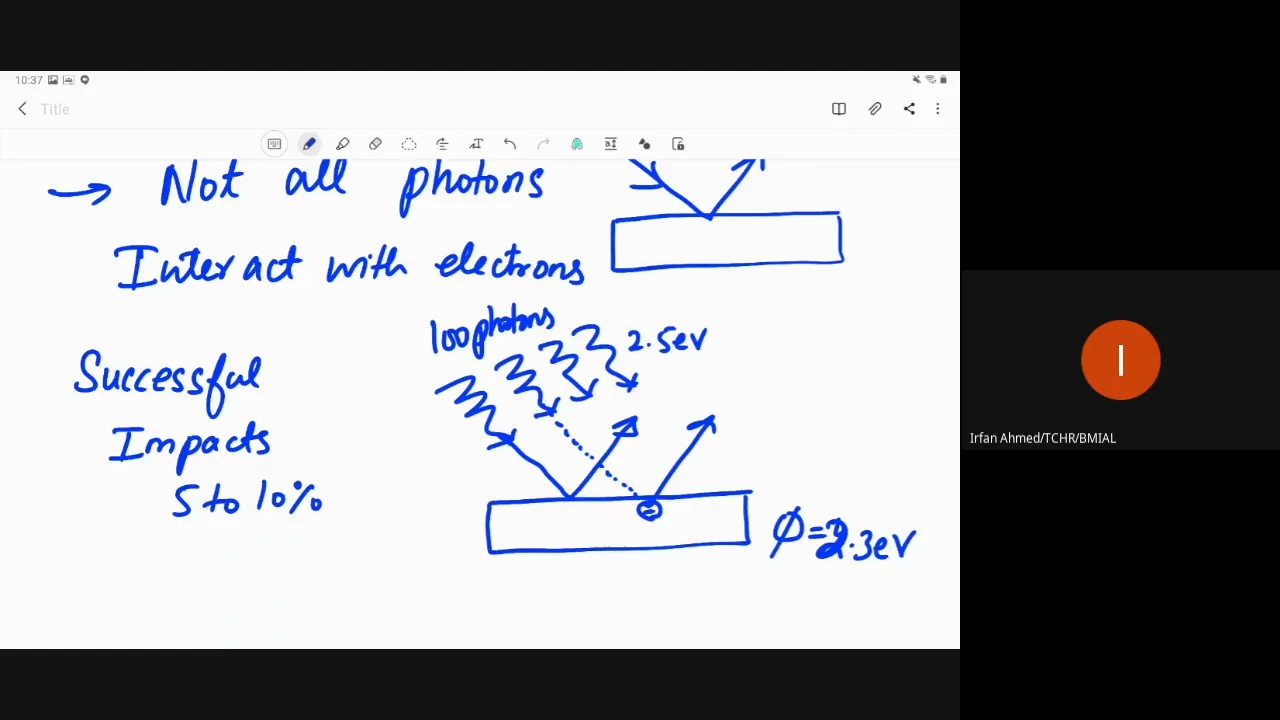 10:37
Title
→ Not all photons
Interact with electrons
100 photons
2.5ev
Successful
Impacts
5 to 10%
ϕ=2.3eV
I
Irfan Ahmed/TCHR/BMIAL